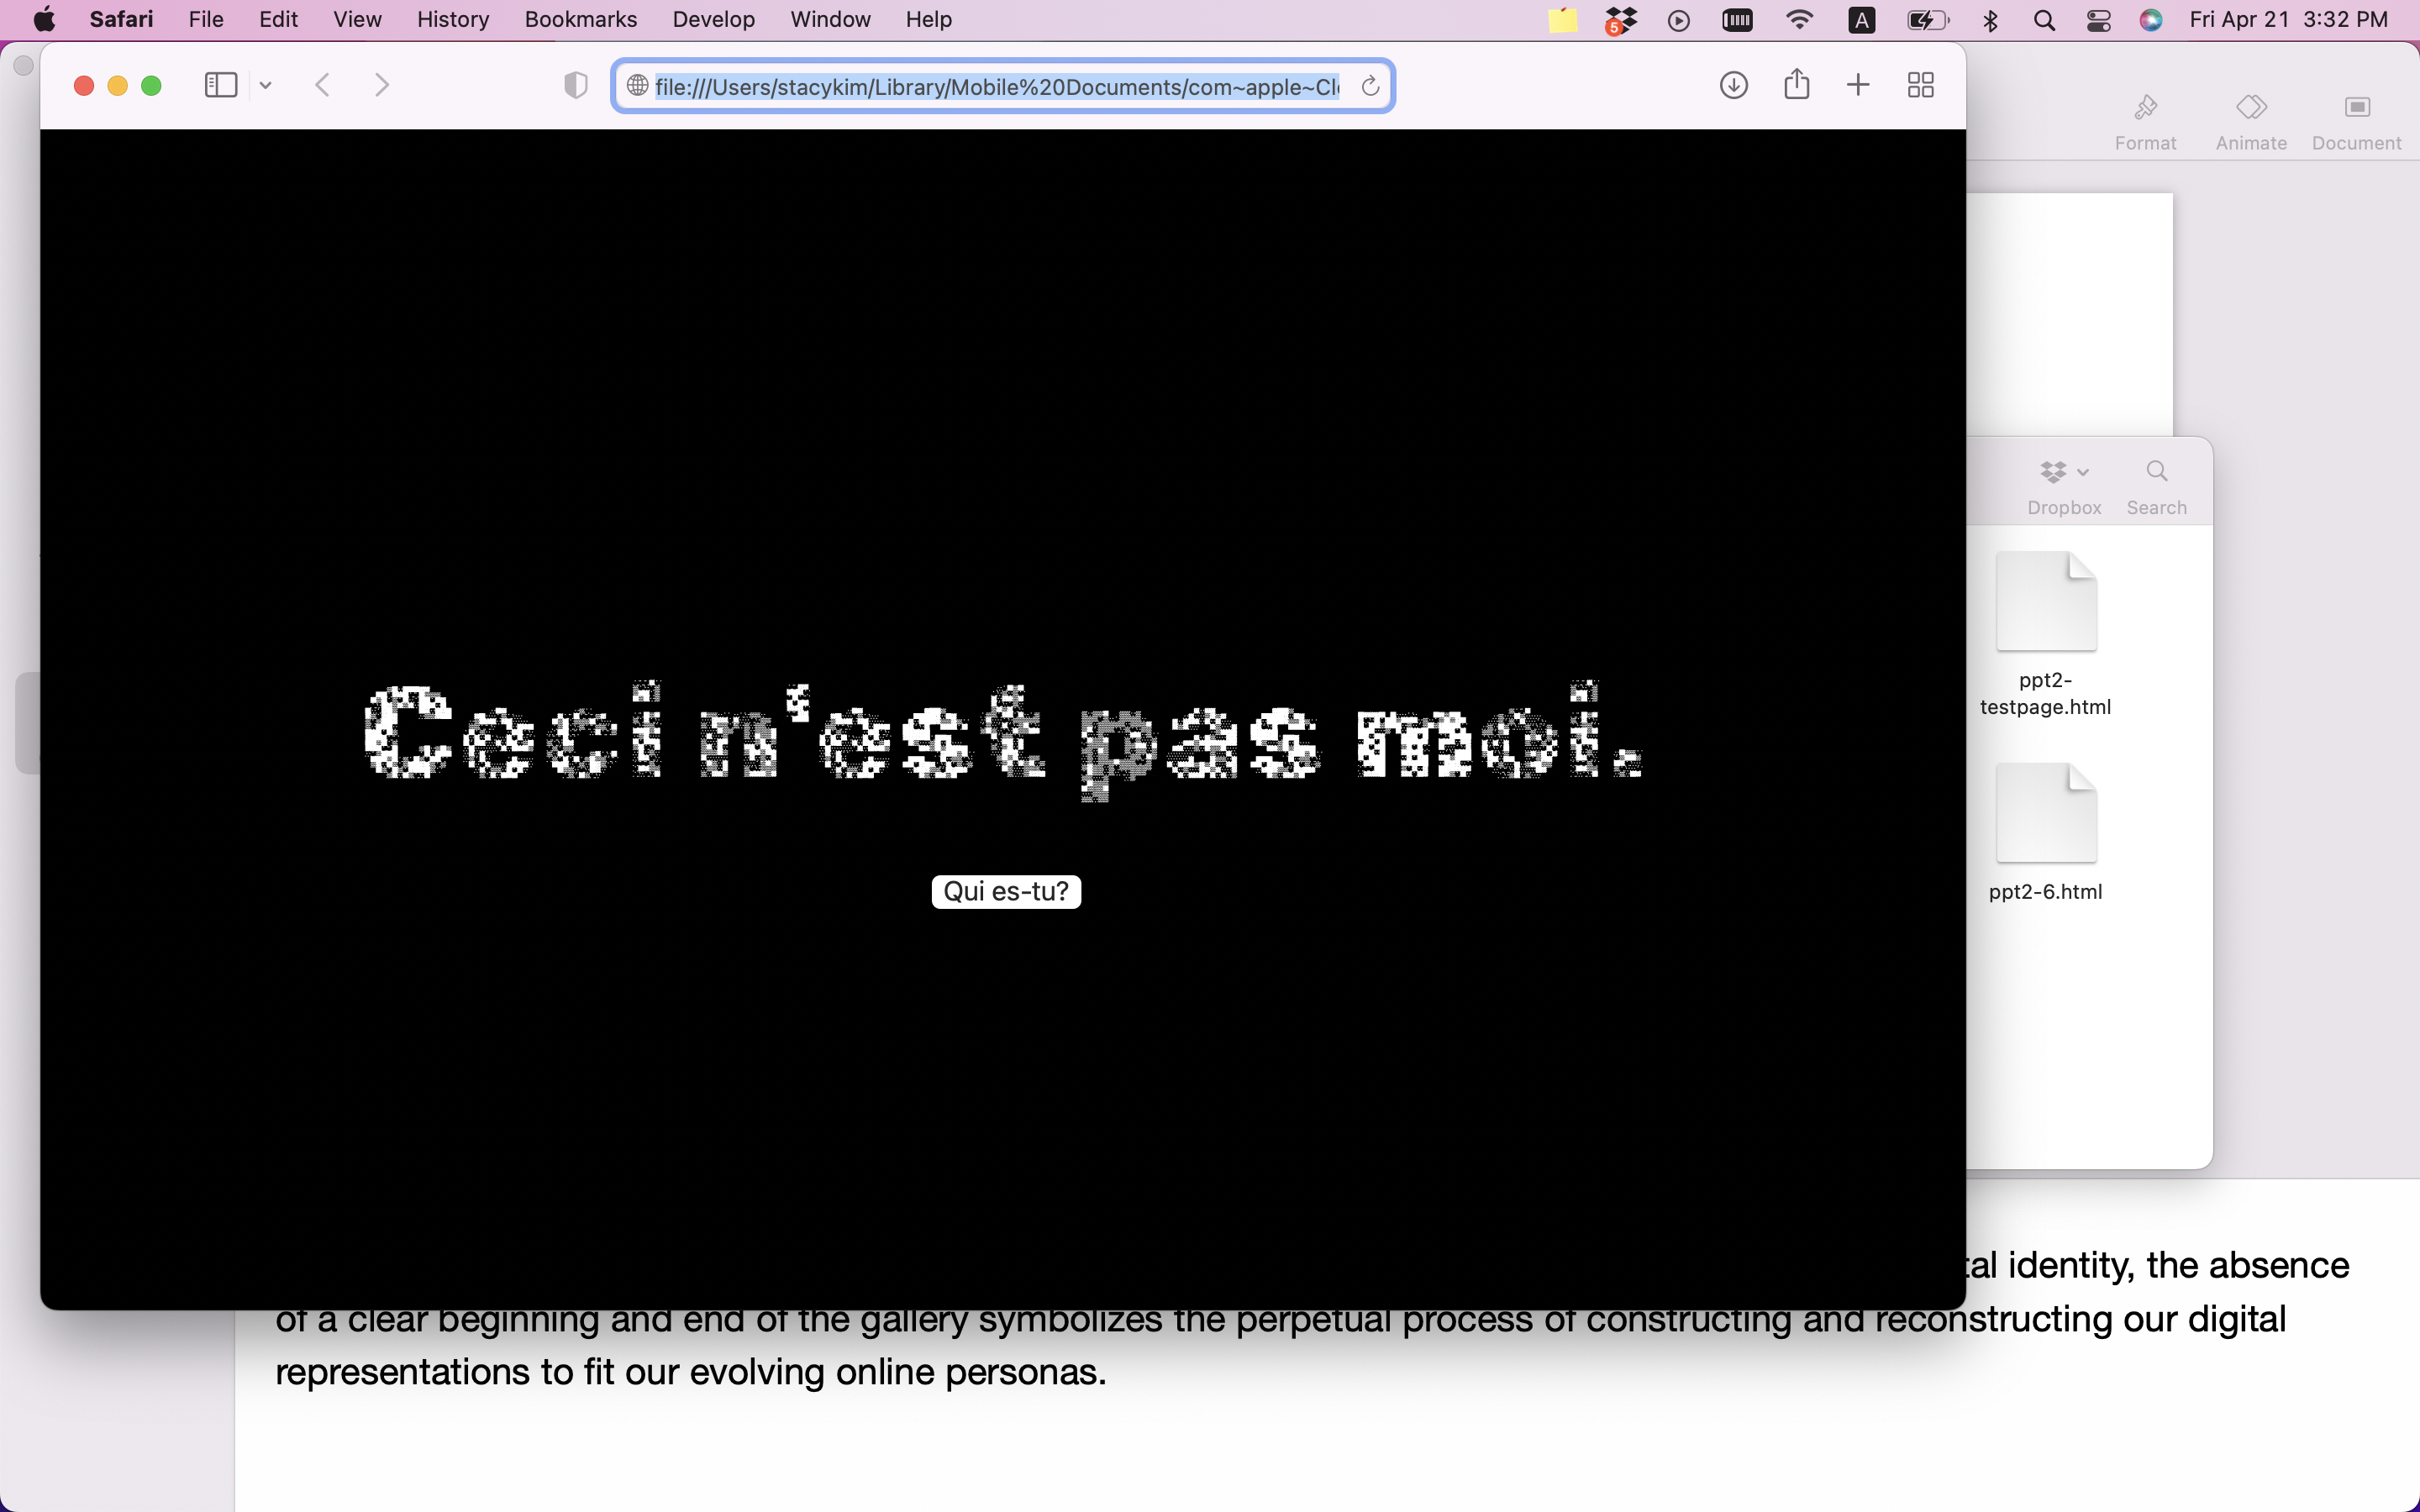 Safari File Edit View History Bookmarks Develop Window Help
5
A
Fri Apr 21 3:32 PM
file:///Users/stacykim/Library/Mobile%20Documents/com~apple~Cl
Format Animate Document
Dropbox Search
ppt2-
testpage.html
Ceci n'est pas moi.
Qui es-tu?
ppt2-6.html
tal identity, the absence
of a clear beginning and end of the gallery symbolizes the perpetual process of constructing and reconstructing our digital
representations to fit our evolving online personas.